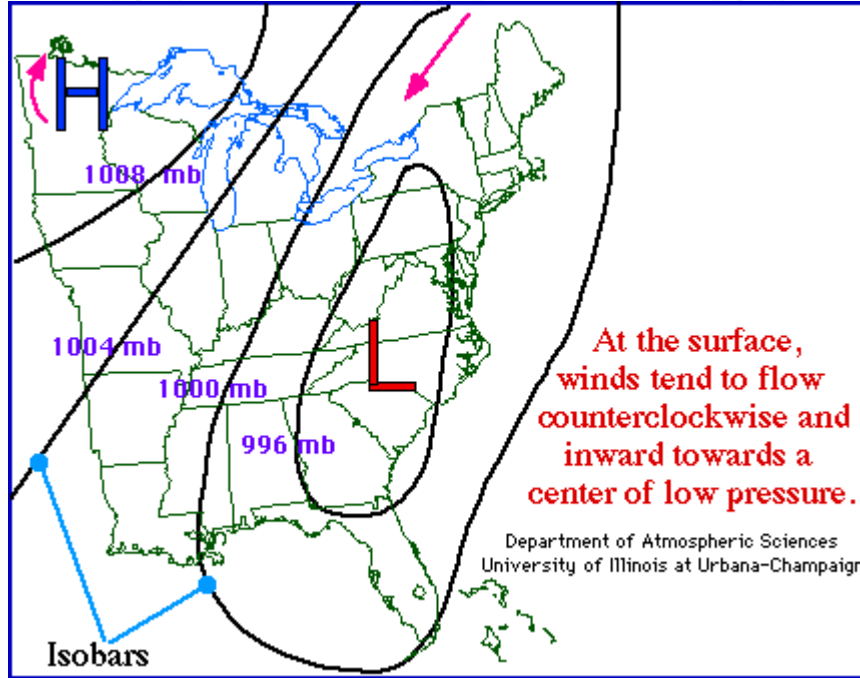 H
1008 mb
1004 mb
1000 mb
L
996 mb
At the surface,
winds tend to flow
counterclockwise and
inward towards a
center of low pressure.
Department of Atmospheric Sciences
University of Illinois at Urbana-Champaign
Isobars